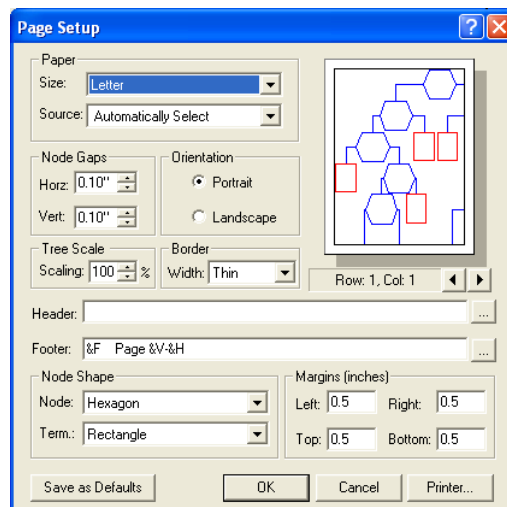 Page Setup
Paper
Size: Letter
Source: Automatically Select
Node Gaps
Horz: 0.10"
Vert: 0.10"
Orientation
Portrait
Landscape
Tree Scale
Scaling: 100 %
Border
Width: Thin
Row: 1, Col: 1
Header: ...
Footer: &F Page &V-&H ...
Node Shape
Node: Hexagon
Term.: Rectangle
Margins (inches)
Left: 0.5 Right: 0.5
Top: 0.5 Bottom: 0.5
Save as Defaults OK Cancel Printer...